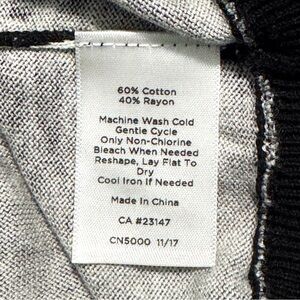 60% Cotton
40% Rayon
Machine Wash Cold
Gentle Cycle
Only Non-Chlorine
Bleach When Needed
Reshape, Lay Flat To
Dry
Cool Iron If Needed
Made In China
CA #23147
CN5000 11/17